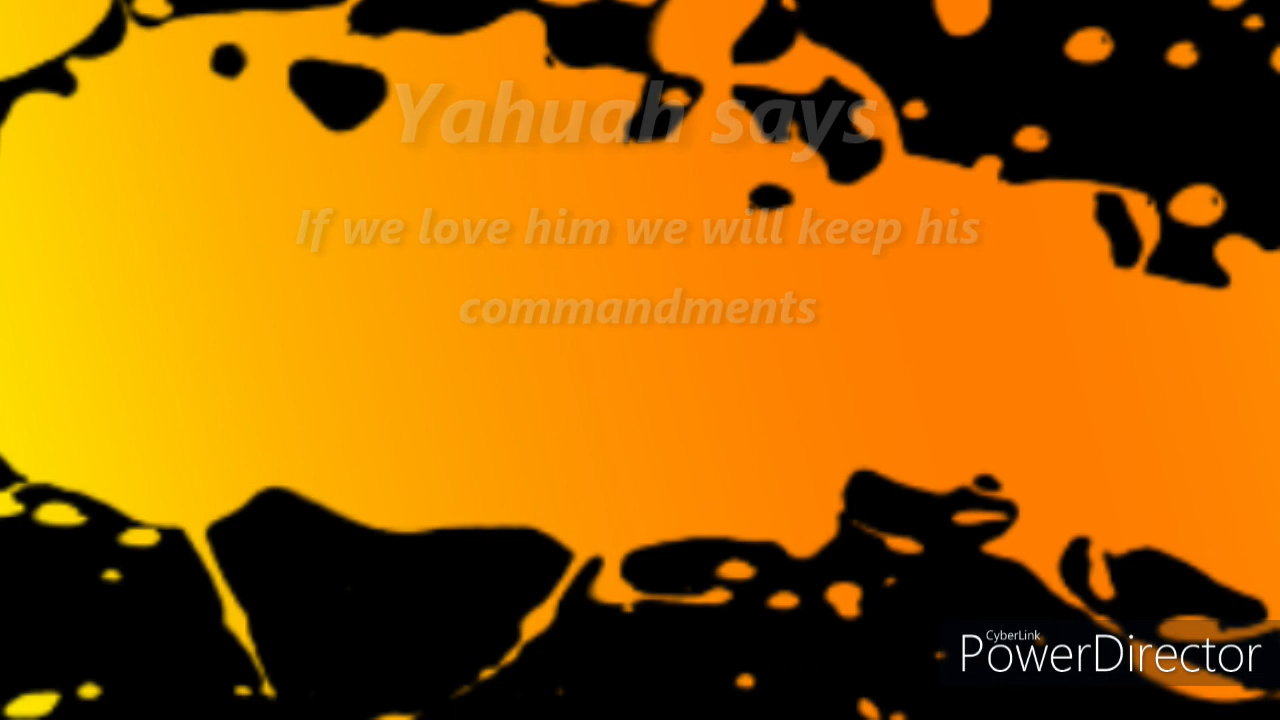 Yahuah says
If we love him we will keep his
commandments
CyberLink
PowerDirector